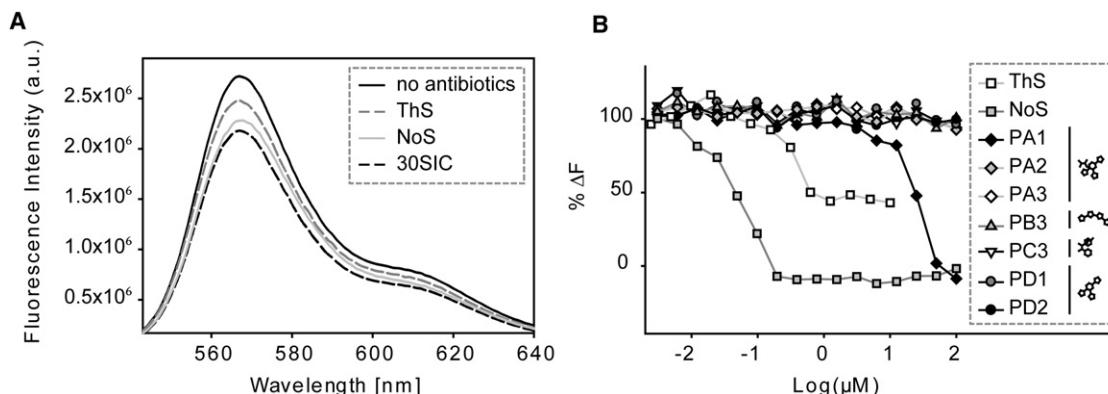 A
Fluorescence Intensity (a.u.)
2.5x10⁶
2.0x10⁶
1.5x10⁶
1.0x10⁶
0.5x10⁶
no antibiotics
ThS
NoS
30SIC
560
580
600
620
640
Wavelength [nm]
B
% ΔF
100
50
0
-2
-1
0
1
2
Log(μM)
ThS
NoS
PA1
PA2
PA3
PB3
PC3
PD1
PD2